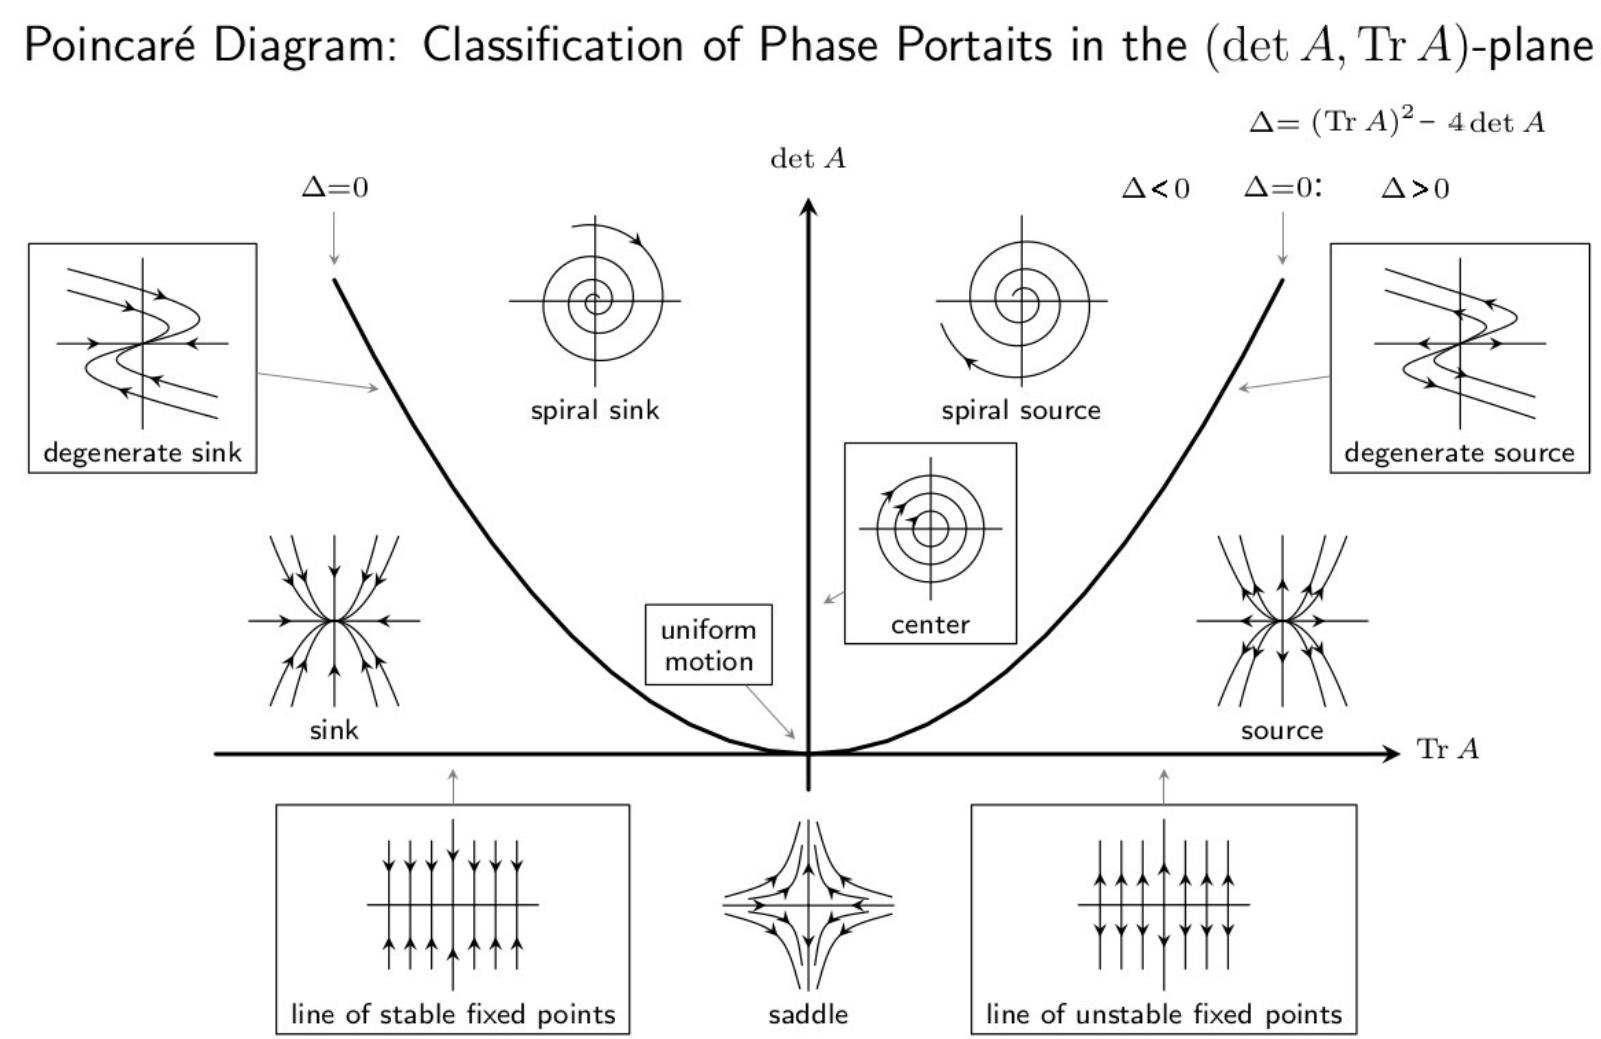 Poincaré Diagram: Classification of Phase Portaits in the (det A, Tr A)-plane
Δ= (Tr A)²− 4 det A
det A
Δ=0
Δ<0
Δ=0:
Δ>0
degenerate sink
spiral sink
spiral source
degenerate source
center
uniform
motion
sink
source
Tr A
line of stable fixed points
saddle
line of unstable fixed points